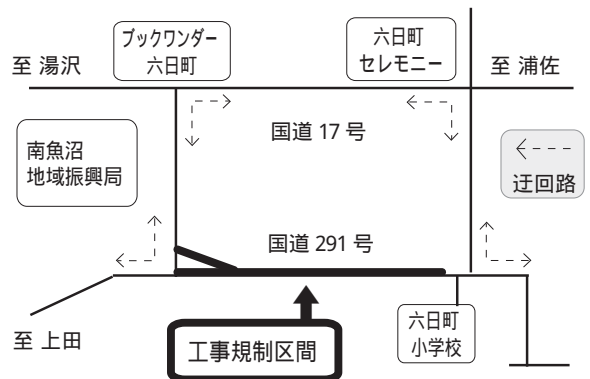 ブックワンダー
六日町
六日町
セレモニー
至 湯沢
至 浦佐
国道 17 号
南魚沼
地域振興局
迂回路
国道 291 号
至 上田
工事規制区間
六日町
小学校